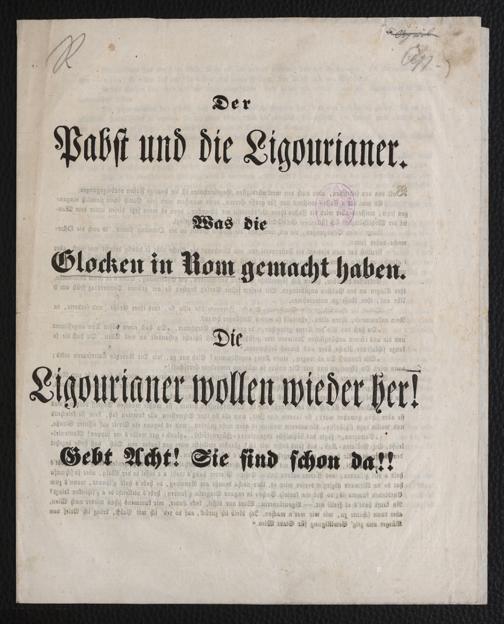 Der
Pabst und die Ligourianer.
Was die
Glocken in Rom gemacht haben.
Die
Ligourianer wollen wieder her!
Gebt Acht! Sie sind schon da!!